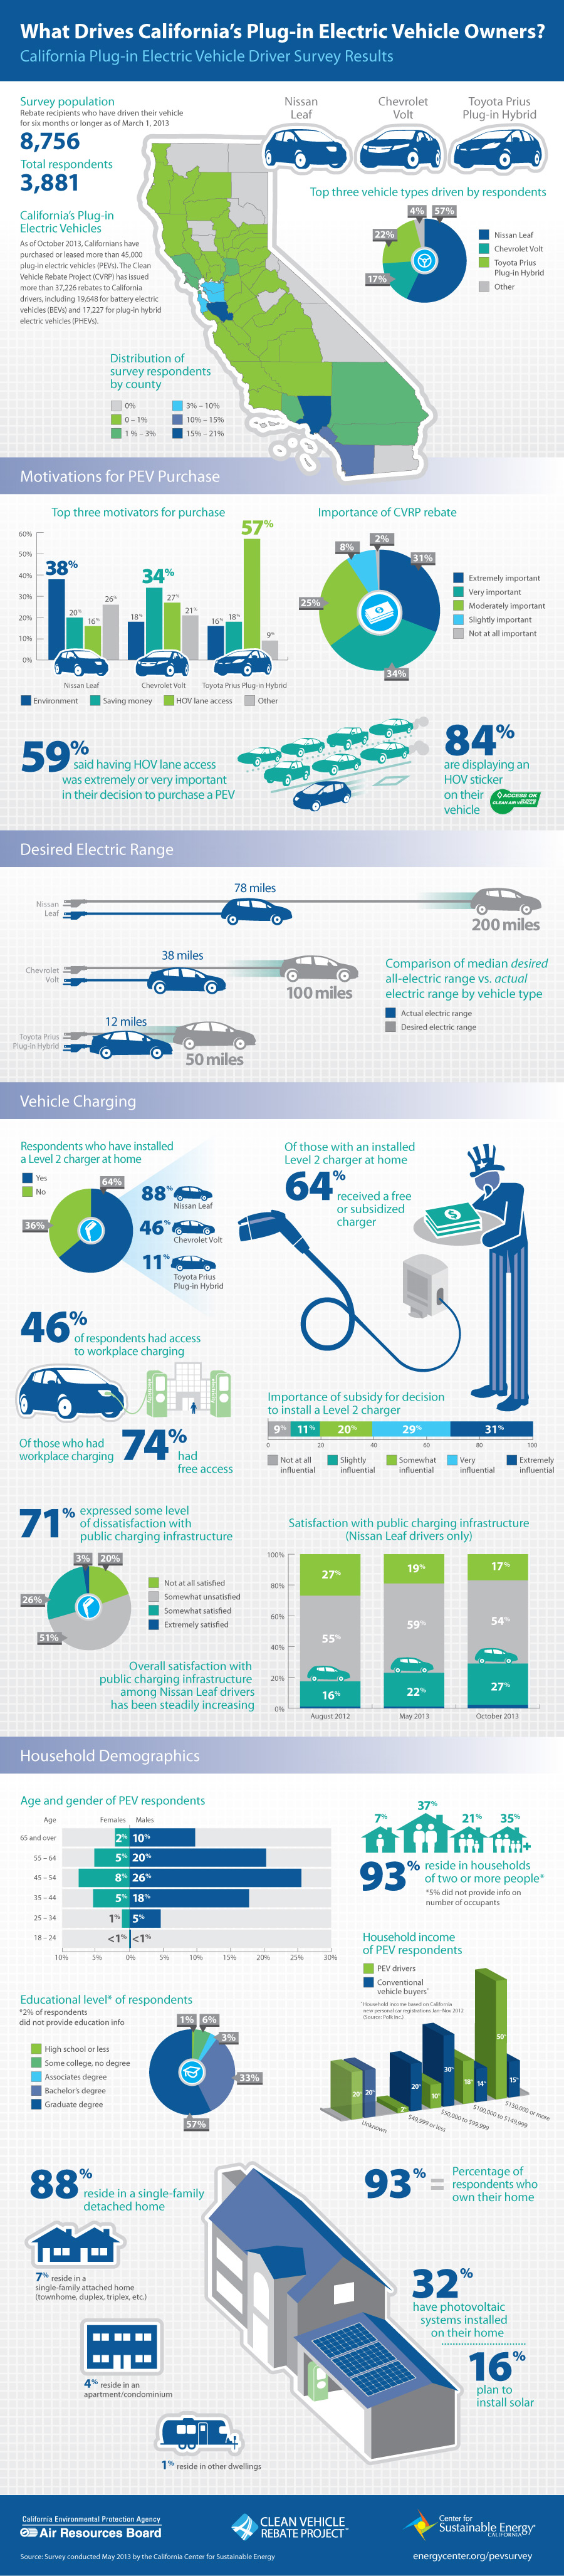 What Drives California's Plug-in Electric Vehicle Owners?
California Plug-in Electric Vehicle Driver Survey Results
Survey population
Rebate recipients who have driven their vehicle
for six months or longer as of March 1, 2013
8,756
Total respondents
3,881
California's Plug-in
Electric Vehicles
As of October 2013, Californians have
purchased or leased more than 45,000
plug-in electric vehicles (PEVs). The Clean
Vehicle Rebate Project (CVRP) has issued
more than 37,226 rebates to California
drivers, including 19,648 for battery electric
vehicles (BEVs) and 17,227 for plug-in hybrid
electric vehicles (PHEVs).
Nissan
Leaf
Chevrolet
Volt
Toyota Prius
Plug-in Hybrid
Top three vehicle types driven by respondents
4%
57%
22%
17%
Nissan Leaf
Chevrolet Volt
Toyota Prius
Plug-in Hybrid
Other
Distribution of
survey respondents
by county
0%
0 – 1%
1 % – 3%
3% – 10%
10% – 15%
15% – 21%
Motivations for PEV Purchase
Top three motivators for purchase
60%
50%
40%
30%
20%
10%
0%
38%
20%
16%
26%
18%
34%
27%
21%
16%
18%
57%
9%
Nissan Leaf
Chevrolet Volt
Toyota Prius Plug-in Hybrid
Environment
Saving money
HOV lane access
Other
Importance of CVRP rebate
2%
8%
31%
25%
34%
Extremely important
Very important
Moderately important
Slightly important
Not at all important
59% said having HOV lane access
was extremely or very important
in their decision to purchase a PEV
84%
are displaying an
HOV sticker
on their
vehicle
ACCESS OK
CLEAN AIR VEHICLE
Desired Electric Range
Nissan
Leaf
78 miles
200 miles
Chevrolet
Volt
38 miles
100 miles
Toyota Prius
Plug-in Hybrid
12 miles
50 miles
Comparison of median desired
all-electric range vs. actual
electric range by vehicle type
Actual electric range
Desired electric range
Vehicle Charging
Respondents who have installed
a Level 2 charger at home
Yes
No
64%
36%
88%
Nissan Leaf
46%
Chevrolet Volt
11%
Toyota Prius
Plug-in Hybrid
Of those with an installed
Level 2 charger at home
64% received a free
or subsidized
charger
46% of respondents had access
to workplace charging
Of those who had
workplace charging
74% had
free access
Importance of subsidy for decision
to install a Level 2 charger
9%
11%
20%
29%
31%
0
20
40
60
80
100
Not at all
influential
Slightly
influential
Somewhat
influential
Very
influential
Extremely
influential
71% expressed some level
of dissatisfaction with
public charging infrastructure
3%
20%
26%
51%
Not at all satisfied
Somewhat unsatisfied
Somewhat satisfied
Extremely satisfied
Overall satisfaction with
public charging infrastructure
among Nissan Leaf drivers
has been steadily increasing
Satisfaction with public charging infrastructure
(Nissan Leaf drivers only)
100%
80%
60%
40%
20%
0%
27%
55%
16%
19%
59%
22%
17%
54%
27%
August 2012
May 2013
October 2013
Household Demographics
Age and gender of PEV respondents
Age
Females
Males
65 and over
2%
10%
55 – 64
5%
20%
45 – 54
8%
26%
35 – 44
5%
18%
25 – 34
1%
5%
18 – 24
<1%
<1%
10%
5%
0%
5%
10%
15%
20%
25%
30%
7%
37%
21%
35%
93% reside in households
of two or more people*
*5% did not provide info on
number of occupants
Household income
of PEV respondents
PEV drivers
Conventional
vehicle buyers*
*Household income based on California
new personal car registrations Jan-Nov 2012
(Source: Polk Inc.)
20%
20%
2%
20%
10%
30%
18%
14%
50%
15%
Unknown
$49,999 or less
$50,000 to $99,999
$100,000 to $149,999
$150,000 or more
Educational level* of respondents
*2% of respondents
did not provide education info
High school or less
Some college, no degree
Associates degree
Bachelor's degree
Graduate degree
1%
6%
3%
33%
57%
88%
reside in a single-family
detached home
7% reside in a
single-family attached home
(townhome, duplex, triplex, etc.)
4% reside in an
apartment/condominium
1% reside in other dwellings
93% = Percentage of
respondents who
own their home
32%
have photovoltaic
systems installed
on their home
16%
plan to
install solar
California Environmental Protection Agency
Air Resources Board
CLEAN VEHICLE
REBATE PROJECT
Center for
Sustainable Energy
CALIFORNIA
Source: Survey conducted May 2013 by the California Center for Sustainable Energy
energycenter.org/pevsurvey